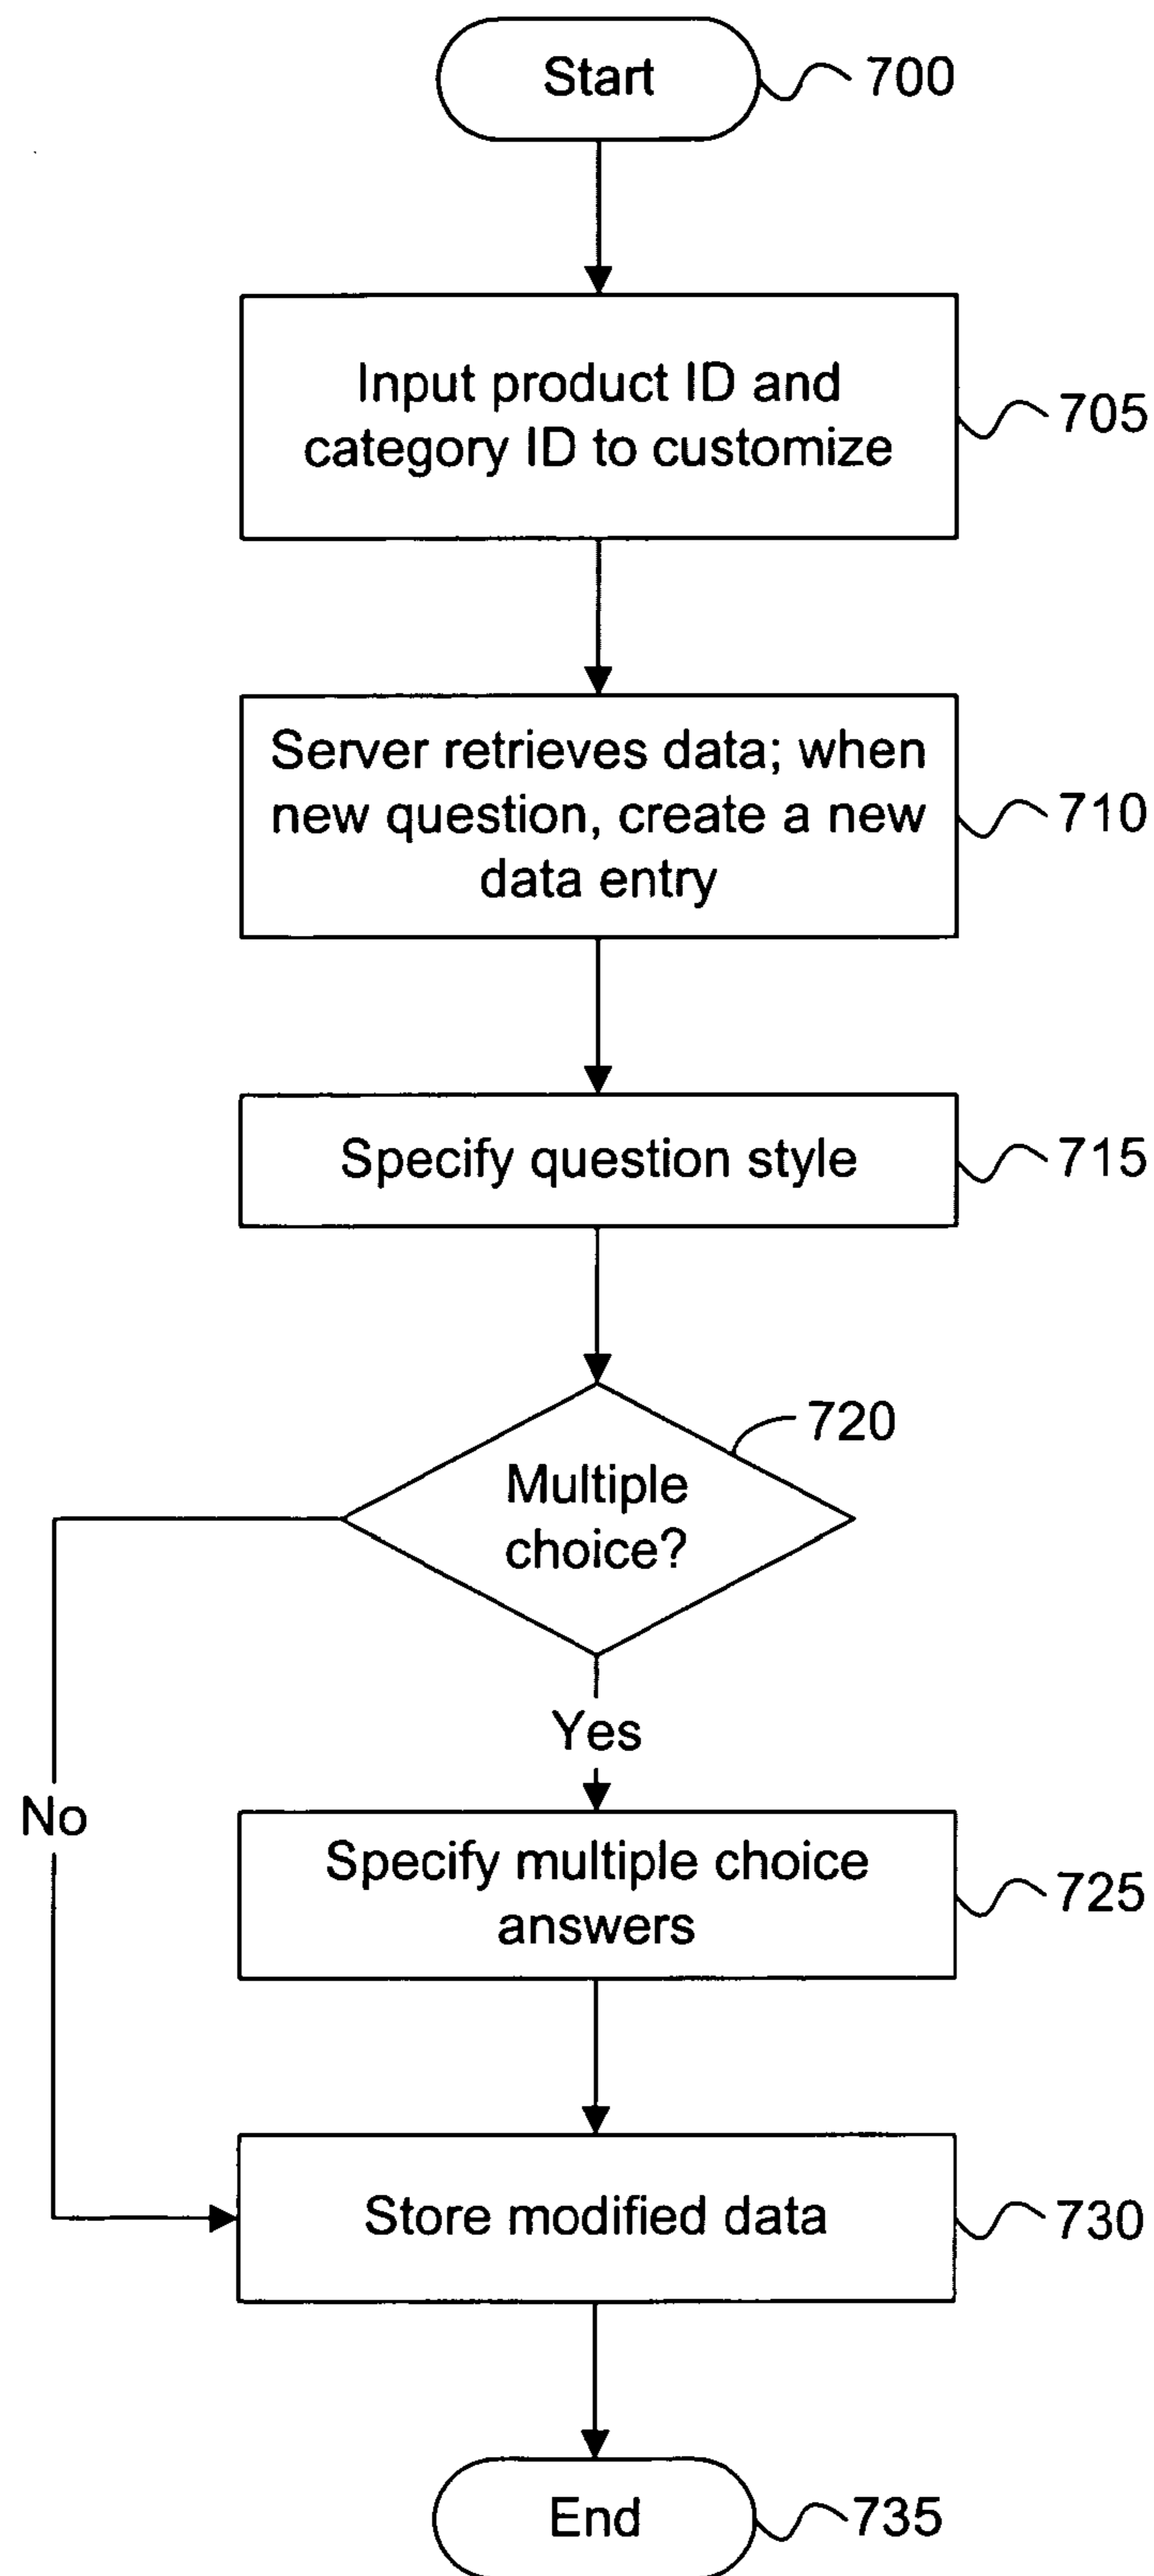 Start
700
Input product ID and
category ID to customize
705
Server retrieves data; when
new question, create a new
data entry
710
Specify question style
715
720
Multiple
choice?
Yes
No
Specify multiple choice
answers
725
Store modified data
730
End
735